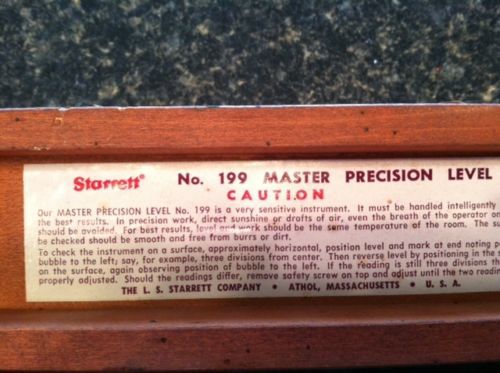 Starrett® No. 199 MASTER PRECISION LEVEL
CAUTION
Our MASTER PRECISION LEVEL No. 199 is a very sensitive instrument. It must be handled intelligently
the best results. In precision work, direct sunshine or drafts of air, even the breath of the operator
should be avoided. For best results, level and work should be the same temperature of the room. The
be checked should be smooth and free from burrs or dirt.
To check the instrument on a surface, approximately horizontal, position level and mark at end noting
bubble to the left; say, for example, three divisions from center. Then reverse level by positioning in the
on the surface, again observing position of bubble to the left. If the reading is still three divisions
properly adjusted. Should the readings differ, remove safety screw on top and adjust until the two
THE L. S. STARRETT COMPANY • ATHOL, MASSACHUSETTS • U. S. A.